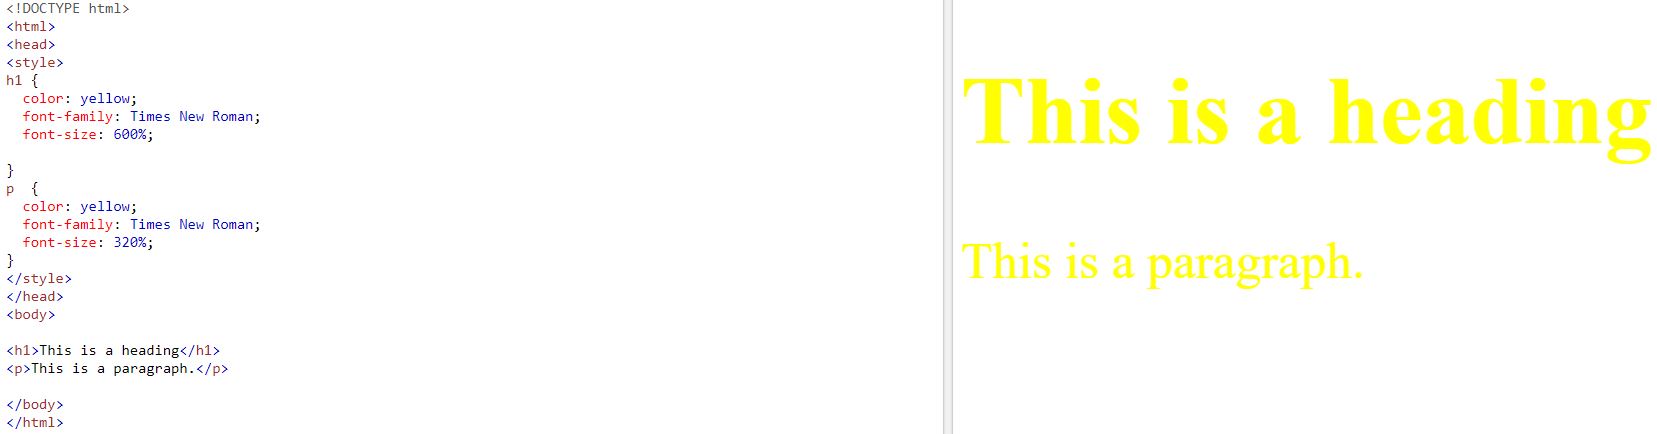 <!DOCTYPE html>
<html>
<head>
<style>
h1 {
  color: yellow;
  font-family: Times New Roman;
  font-size: 600%;

}
p  {
  color: yellow;
  font-family: Times New Roman;
  font-size: 320%;
}
</style>
</head>
<body>

<h1>This is a heading</h1>
<p>This is a paragraph.</p>

</body>
</html>
This is a heading
This is a paragraph.